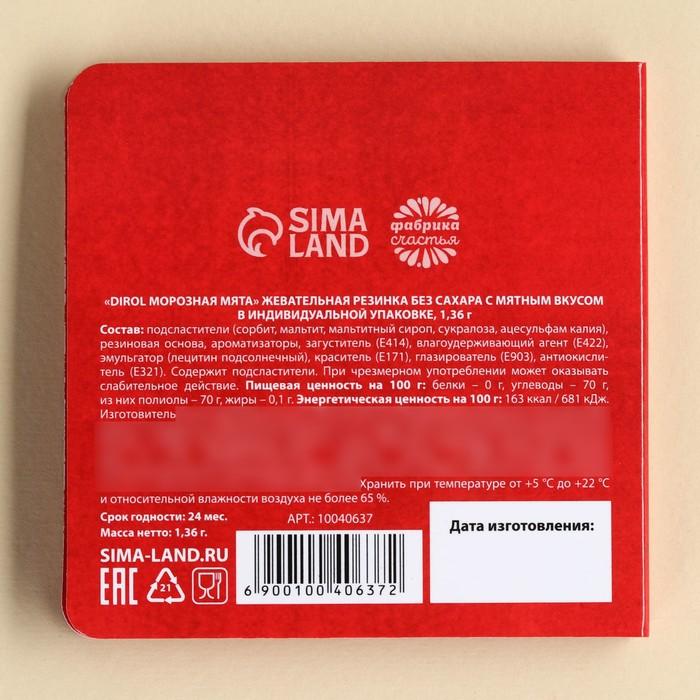 SIMA
LAND
фабрика
счастья
«DIROL МОРОЗНАЯ МЯТА» ЖЕВАТЕЛЬНАЯ РЕЗИНКА БЕЗ САХАРА С МЯТНЫМ ВКУСОМ
В ИНДИВИДУАЛЬНОЙ УПАКОВКЕ, 1,36 г
Состав: подсластители (сорбит, мальтит, мальтитный сироп, сукралоза, ацесульфам калия),
резиновая основа, ароматизаторы, загуститель (Е414), влагоудерживающий агент (Е422),
эмульгатор (лецитин подсолнечный), краситель (Е171), глазирователь (Е903), антиокисли-
тель (Е321). Содержит подсластители. При чрезмерном употреблении может оказывать
слабительное действие. Пищевая ценность на 100 г: белки – 0 г, углеводы – 70 г,
из них полиолы – 70 г, жиры – 0,1 г. Энергетическая ценность на 100 г: 163 ккал / 681 кДж.
Изготовитель
Хранить при температуре от +5 °С до +22 °С
и относительной влажности воздуха не более 65 %.
Срок годности: 24 мес.
Масса нетто: 1,36 г.
АРТ.: 10040637
Дата изготовления:
SIMA-LAND.RU
EAC
21
6 900100 406372